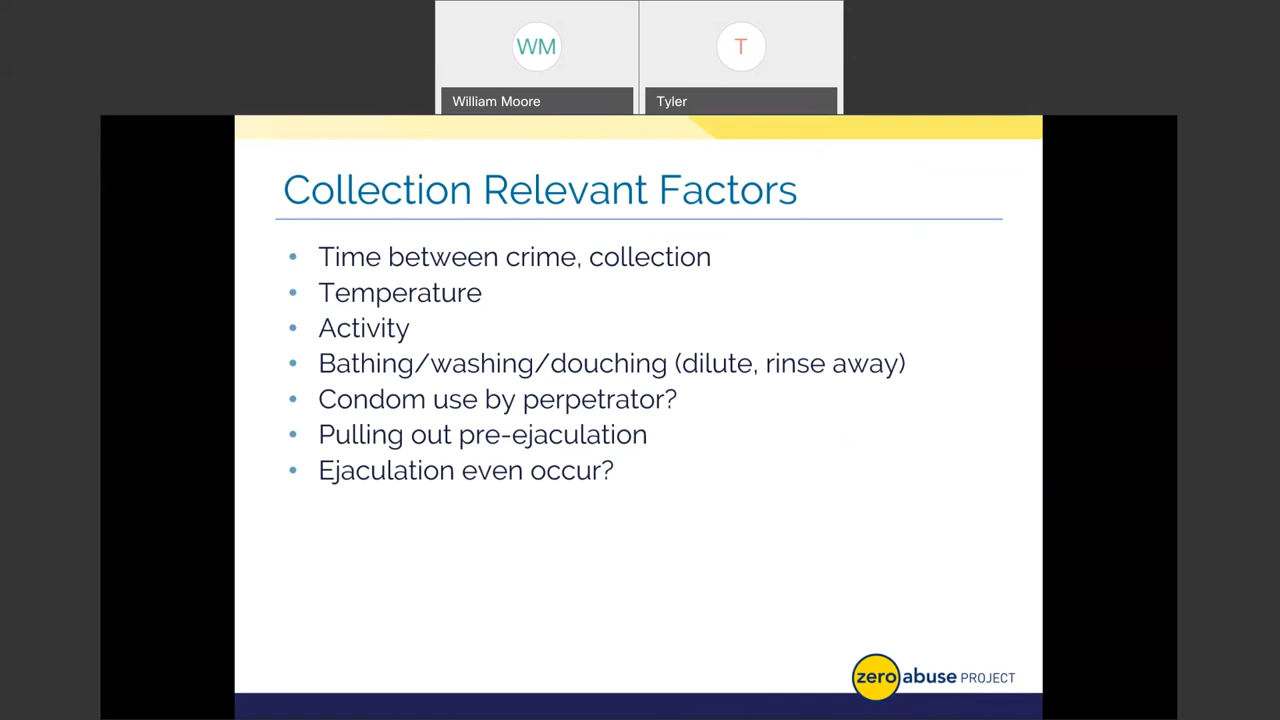 WM
T
William Moore
Tyler
Collection Relevant Factors
• Time between crime, collection
• Temperature
• Activity
• Bathing/washing/douching (dilute, rinse away)
• Condom use by perpetrator?
• Pulling out pre-ejaculation
• Ejaculation even occur?
zero abuse PROJECT